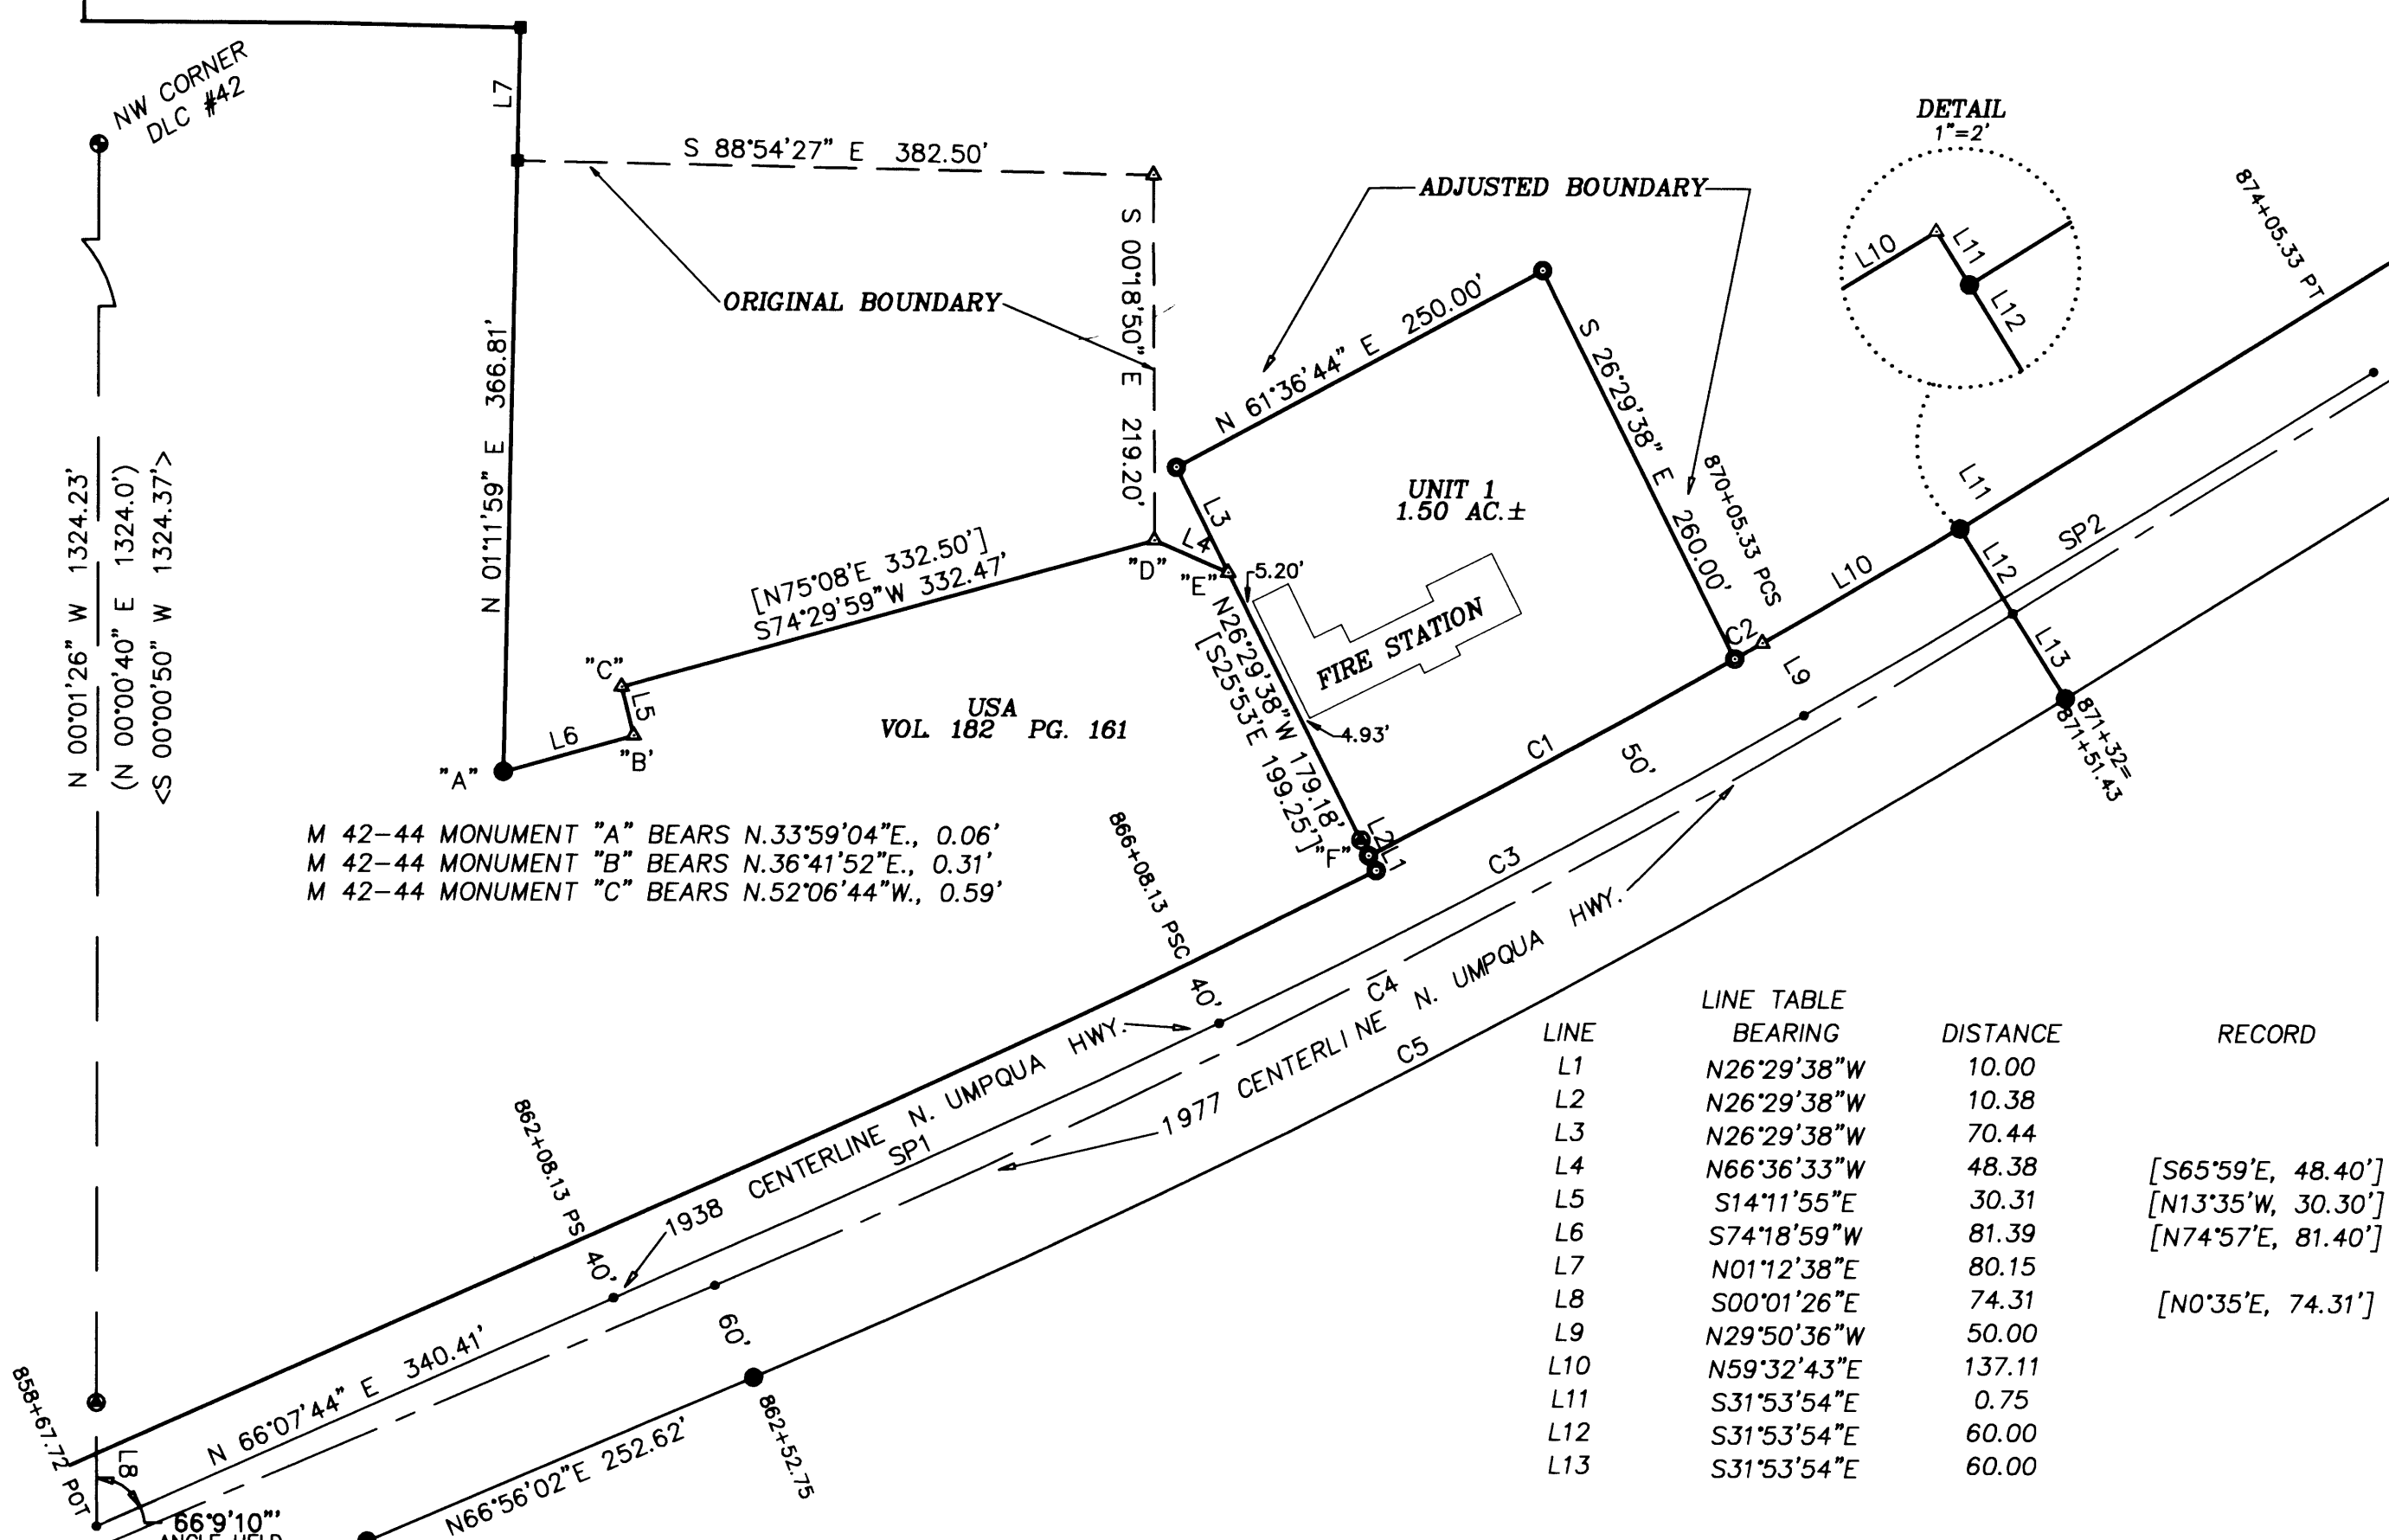 NW CORNER
DLC #42
L7
S 88°54'27" E 382.50'
DETAIL
1"=2'
L10
L11
L12
874+05.33 PT
ADJUSTED BOUNDARY
ORIGINAL BOUNDARY
S 00°18'50" E 219.20'
N 61°36'44" E 250.00'
S 26°29'38" E 260.00'
870+05.33 PCS
UNIT 1
1.50 AC.±
N 01°11'59" E 366.81'
N 00°01'26" W 1324.23'
(N 00°00'40" E 1324.0')
<S 00°00'50" W 1324.37'>
[N75°08'E 332.50']
S74°29'59"W 332.47'
L3
L4
"D"
"E"
5.20'
N26°29'38"W 179.18'
[S25°53'E 199.25']
FIRE STATION
4.93'
C2
L9
L10
L11
L12
SP2
L13
871+32=
871+51.43
"C"
L5
L6
"B'
"A"
USA
VOL. 182 PG. 161
C1
50'
L2
"F"
L1
C3
M 42-44 MONUMENT "A" BEARS N.33°59'04"E., 0.06'
M 42-44 MONUMENT "B" BEARS N.36°41'52"E., 0.31'
M 42-44 MONUMENT "C" BEARS N.52°06'44"W., 0.59'
866+08.13 PSC
40'
C4
C5
1938 CENTERLINE N. UMPQUA HWY.
SP1
1977 CENTERLINE N. UMPQUA HWY.
862+08.13 PS
40'
60'
862+52.75
N 66°07'44" E 340.41'
N66°56'02"E 252.62'
858+67.72 POT
L8
66°9'10"'
ANGLE HELD
LINE TABLE
LINE BEARING DISTANCE RECORD
L1 N26°29'38"W 10.00
L2 N26°29'38"W 10.38
L3 N26°29'38"W 70.44
L4 N66°36'33"W 48.38 [S65°59'E, 48.40']
L5 S14°11'55"E 30.31 [N13°35'W, 30.30']
L6 S74°18'59"W 81.39 [N74°57'E, 81.40']
L7 N01°12'38"E 80.15
L8 S00°01'26"E 74.31 [N0°35'E, 74.31']
L9 N29°50'36"W 50.00
L10 N59°32'43"E 137.11
L11 S31°53'54"E 0.75
L12 S31°53'54"E 60.00
L13 S31°53'54"E 60.00